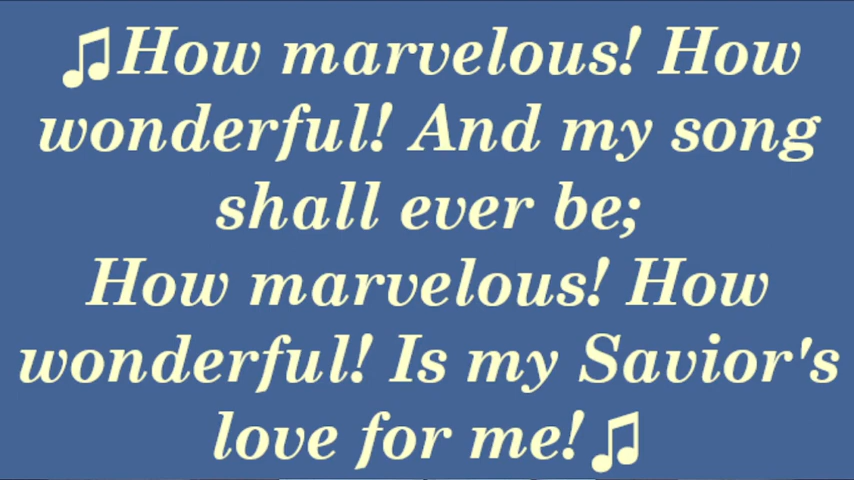 ♫How marvelous! How
wonderful! And my song
shall ever be;
How marvelous! How
wonderful! Is my Savior's
love for me!♫